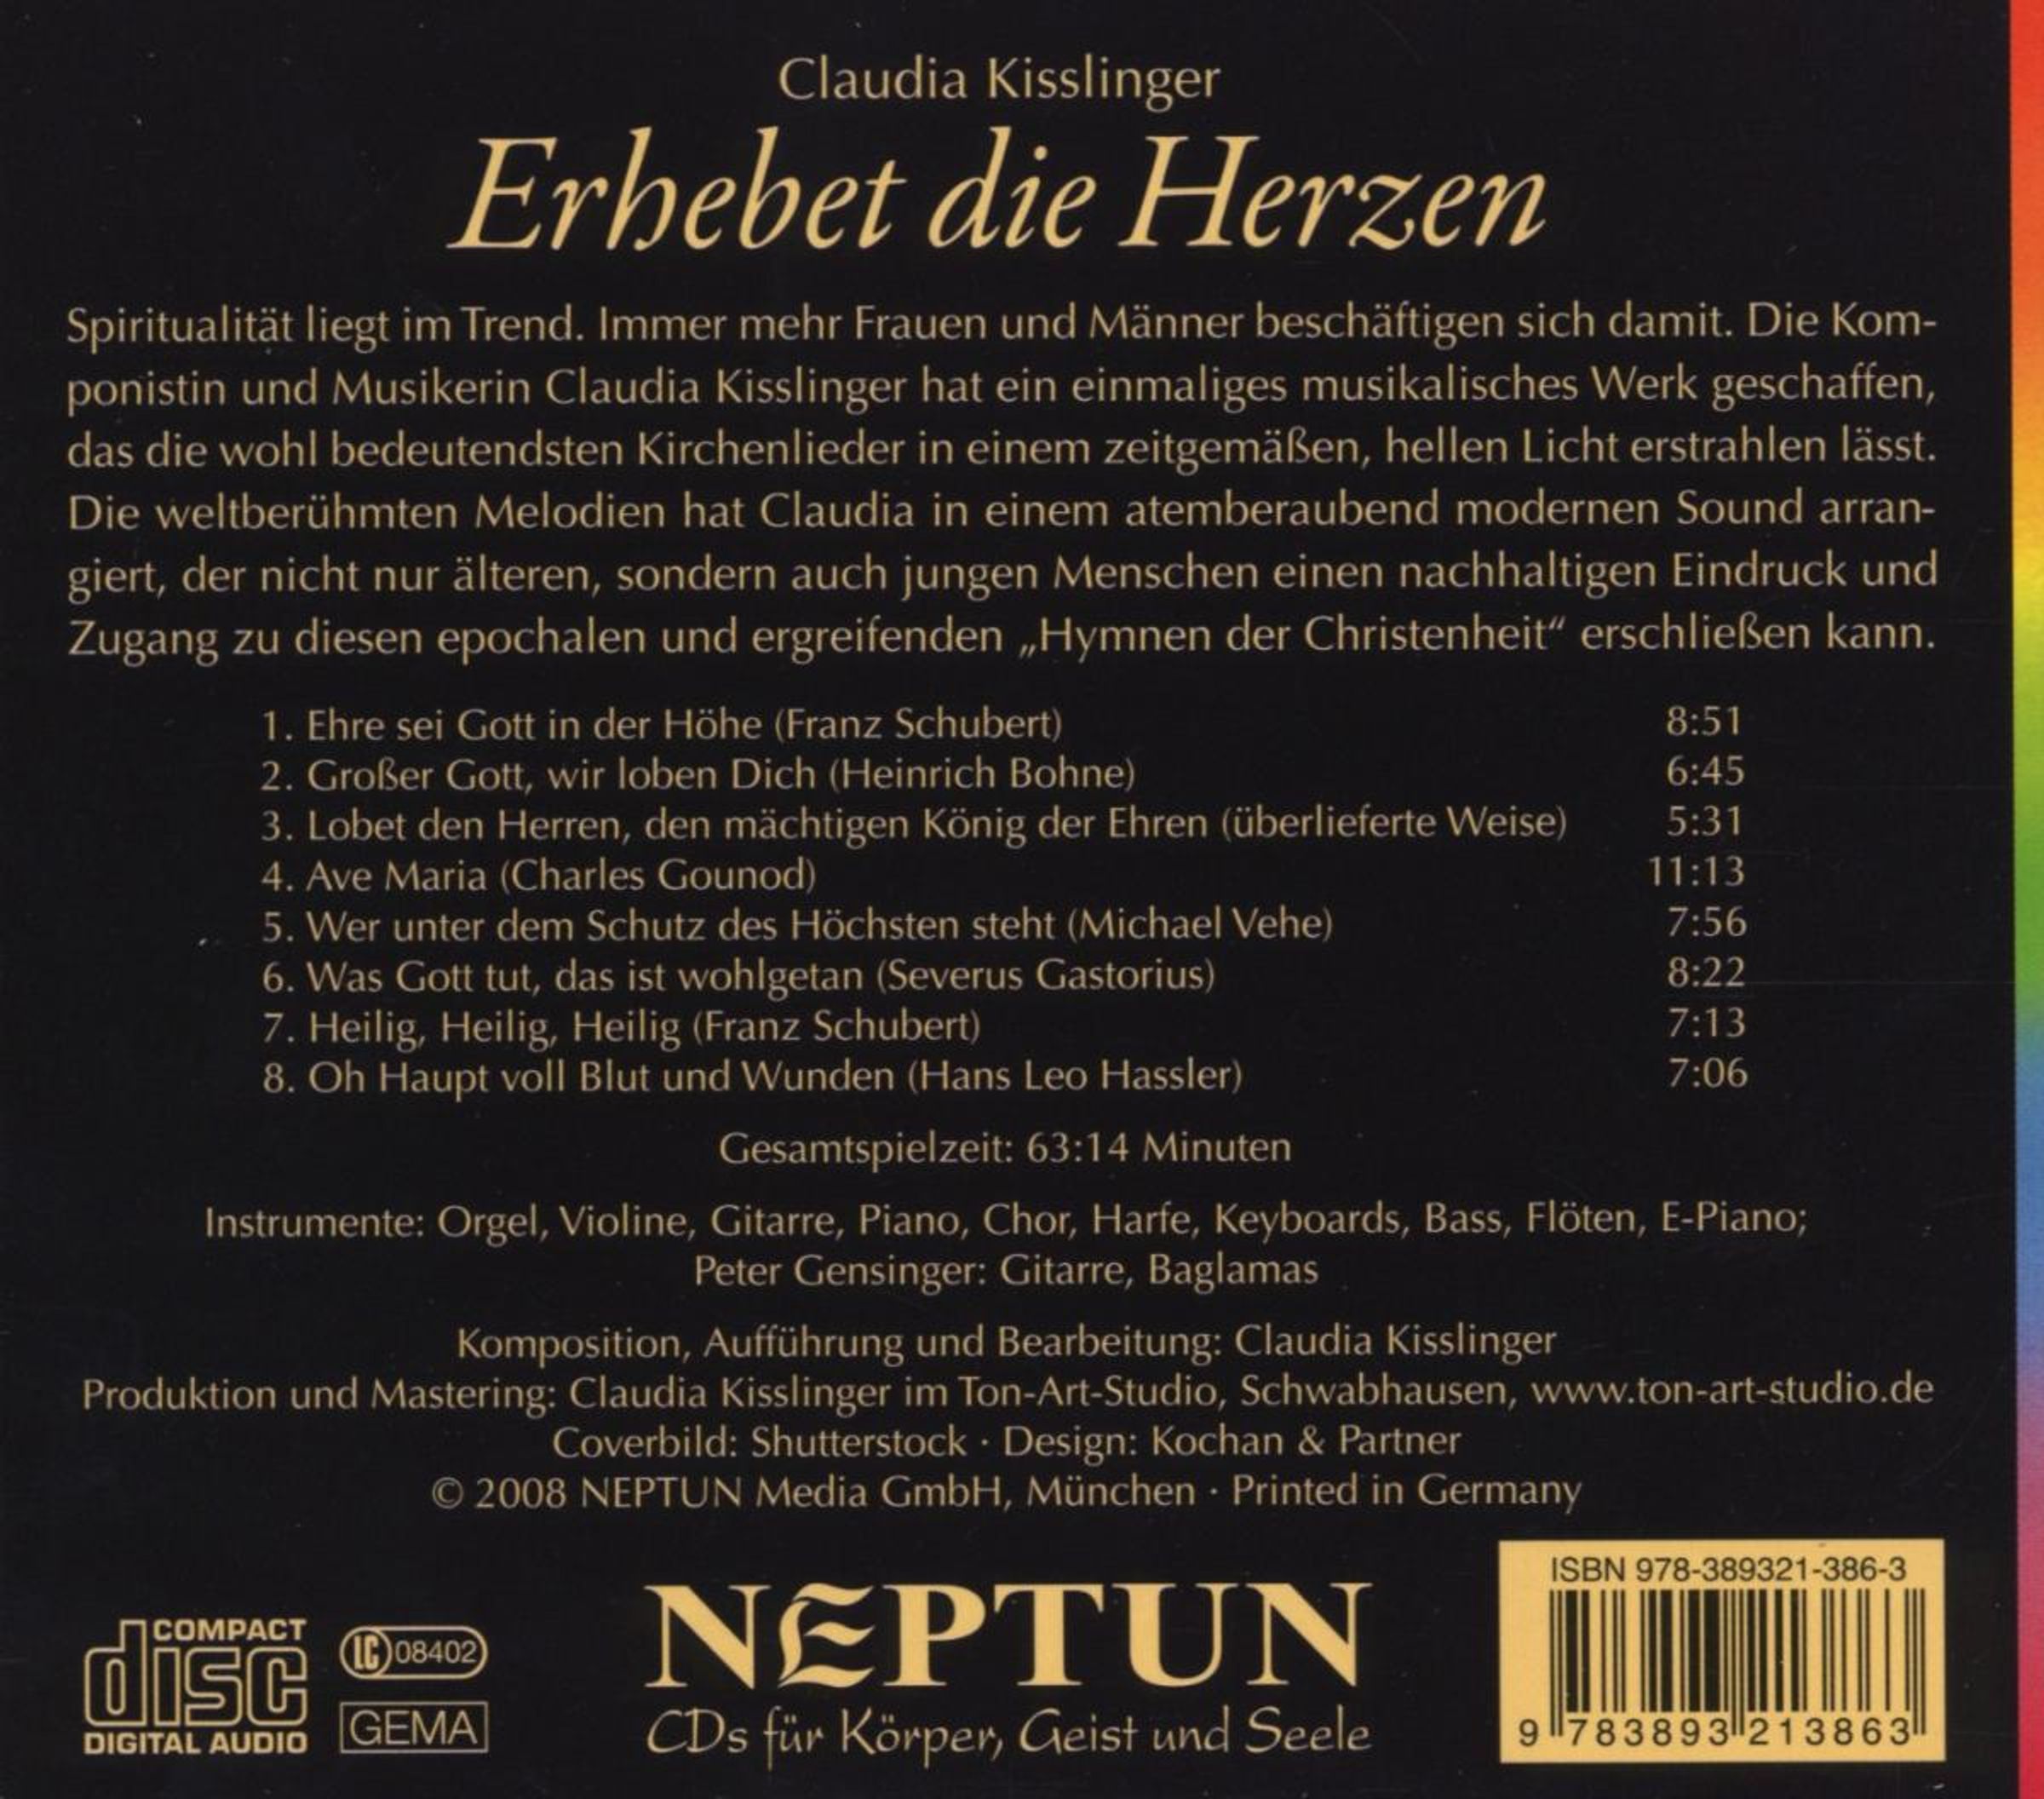 Claudia Kisslinger
Erhebet die Herzen
Spiritualität liegt im Trend. Immer mehr Frauen und Männer beschäftigen sich damit. Die Kom-
ponistin und Musikerin Claudia Kisslinger hat ein einmaliges musikalisches Werk geschaffen,
das die wohl bedeutendsten Kirchenlieder in einem zeitgemäßen, hellen Licht erstrahlen lässt.
Die weltberühmten Melodien hat Claudia in einem atemberaubend modernen Sound arran-
giert, der nicht nur älteren, sondern auch jungen Menschen einen nachhaltigen Eindruck und
Zugang zu diesen epochalen und ergreifenden „Hymnen der Christenheit“ erschließen kann.
1. Ehre sei Gott in der Höhe (Franz Schubert) 8:51
2. Großer Gott, wir loben Dich (Heinrich Bohne) 6:45
3. Lobet den Herren, den mächtigen König der Ehren (überlieferte Weise) 5:31
4. Ave Maria (Charles Gounod) 11:13
5. Wer unter dem Schutz des Höchsten steht (Michael Vehe) 7:56
6. Was Gott tut, das ist wohlgetan (Severus Gastorius) 8:22
7. Heilig, Heilig, Heilig (Franz Schubert) 7:13
8. Oh Haupt voll Blut und Wunden (Hans Leo Hassler) 7:06
Gesamtspielzeit: 63:14 Minuten
Instrumente: Orgel, Violine, Gitarre, Piano, Chor, Harfe, Keyboards, Bass, Flöten, E-Piano;
Peter Gensinger: Gitarre, Baglamas
Komposition, Aufführung und Bearbeitung: Claudia Kisslinger
Produktion und Mastering: Claudia Kisslinger im Ton-Art-Studio, Schwabhausen, www.ton-art-studio.de
Coverbild: Shutterstock · Design: Kochan & Partner
© 2008 NEPTUN Media GmbH, München · Printed in Germany
COMPACT
disc
DIGITAL AUDIO
LC 08402
GEMA
NEPTUN
CDs für Körper, Geist und Seele
ISBN 978-389321-386-3
9 783893 213863